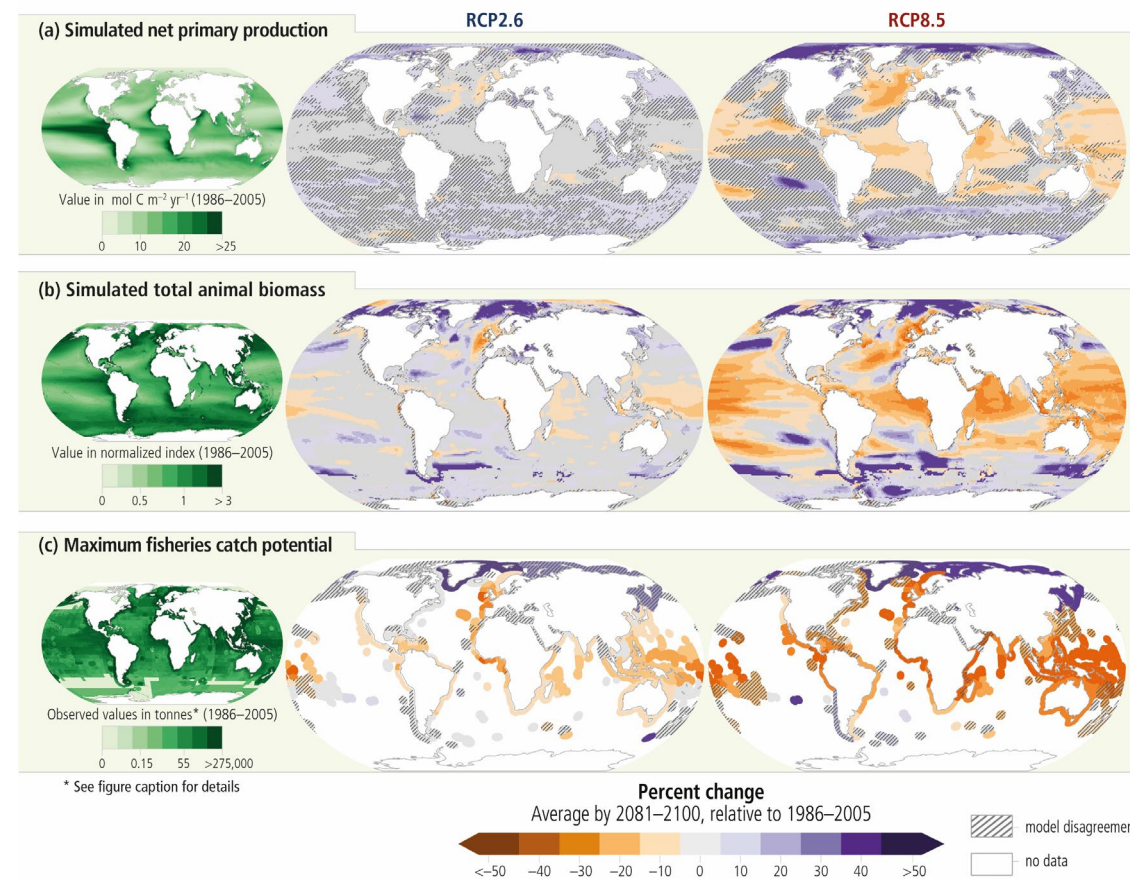 RCP2.6
RCP8.5
(a) Simulated net primary production
Value in mol C m⁻² yr⁻¹ (1986–2005)
0 10 20 >25
(b) Simulated total animal biomass
Value in normalized index (1986–2005)
0 0.5 1 > 3
(c) Maximum fisheries catch potential
Observed values in tonnes* (1986–2005)
0 0.15 55 >275,000
* See figure caption for details
Percent change
Average by 2081–2100, relative to 1986–2005
<–50 –40 –30 –20 –10 0 10 20 30 40 >50
model disagreemen
no data